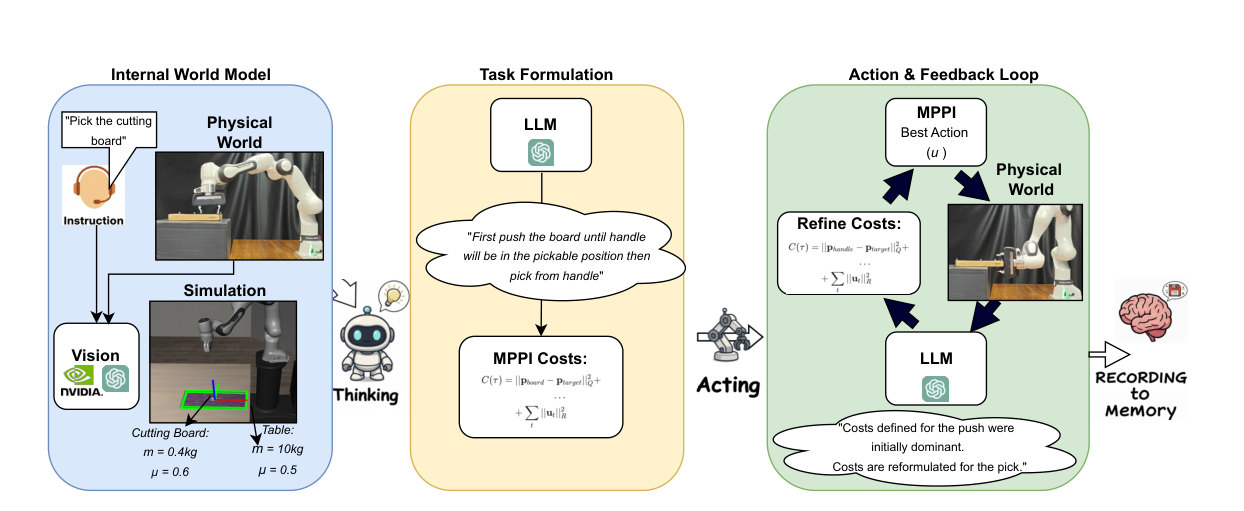 Internal World Model
"Pick the cutting
board"
Physical
World
Instruction
Simulation
Vision
NVIDIA.
Cutting Board:
m = 0.4kg
μ = 0.6
Table:
m = 10kg
μ = 0.5
Thinking
Task Formulation
LLM
"First push the board until handle
will be in the pickable position then
pick from handle"
MPPI Costs:
C(τ) = ||p_board − p_target||²_Q +
...
+ ∑_t ||u_t||²_R
Acting
Action & Feedback Loop
MPPI
Best Action
(u )
Physical
World
Refine Costs:
C(τ) = ||p_handle − p_target||²_Q +
...
+ ∑_t ||u_t||²_R
LLM
"Costs defined for the push were
initially dominant.
Costs are reformulated for the pick."
RECORDING
to
Memory